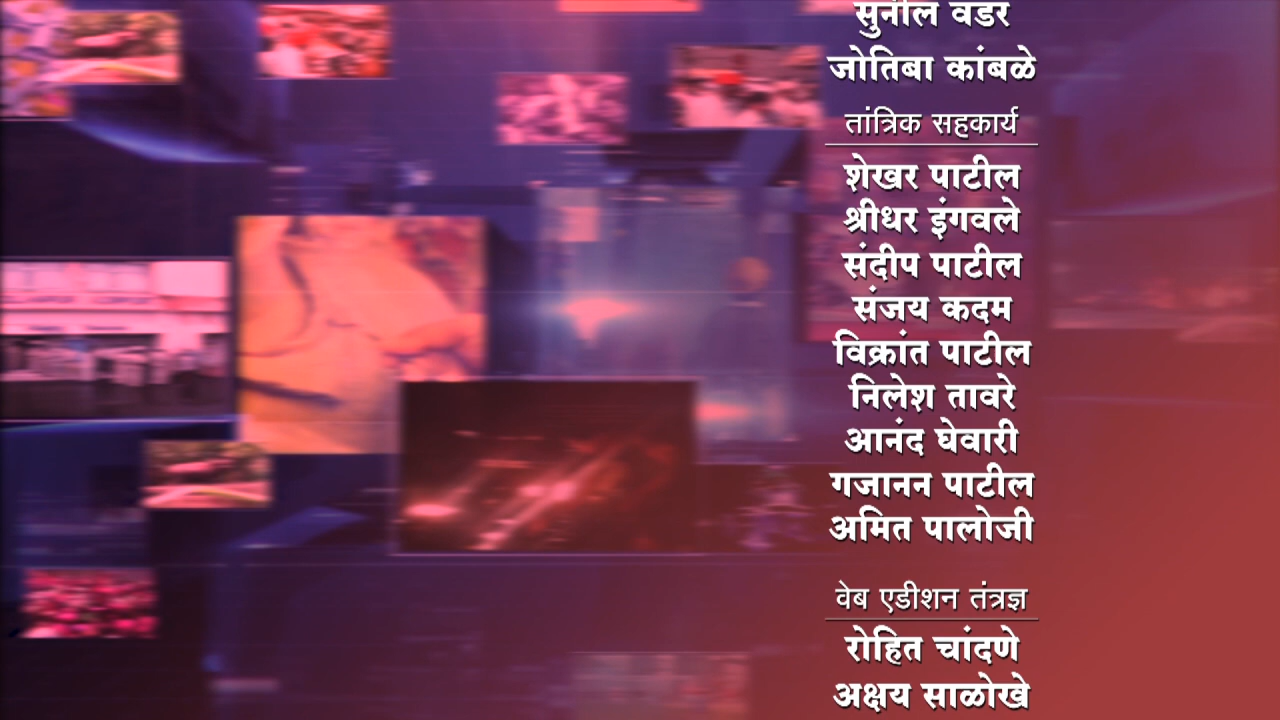 सुनील वडर
जोतिबा कांबळे
तांत्रिक सहकार्य
शेखर पाटील
श्रीधर इंगवले
संदीप पाटील
संजय कदम
विक्रांत पाटील
निलेश तावरे
आनंद घेवारी
गजानन पाटील
अमित पालोजी
वेब एडीशन तंत्रज्ञ
रोहित चांदणे
अक्षय साळोखे